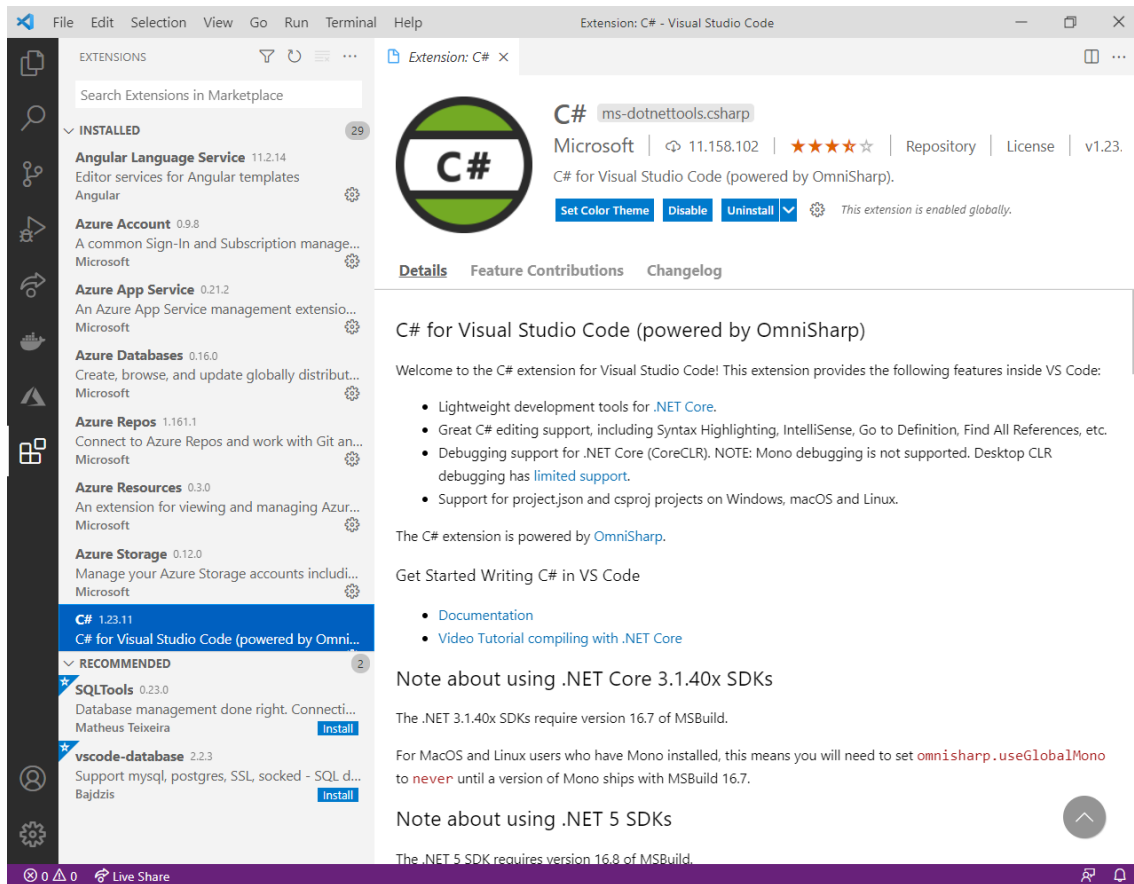 File Edit Selection View Go Run Terminal Help Extension: C# - Visual Studio Code
EXTENSIONS
Search Extensions in Marketplace
INSTALLED 29
Angular Language Service 11.2.14
Editor services for Angular templates
Angular
Azure Account 0.9.8
A common Sign-In and Subscription manage...
Microsoft
Azure App Service 0.21.2
An Azure App Service management extensio...
Microsoft
Azure Databases 0.16.0
Create, browse, and update globally distribut...
Microsoft
Azure Repos 1.161.1
Connect to Azure Repos and work with Git an...
Microsoft
Azure Resources 0.3.0
An extension for viewing and managing Azur...
Microsoft
Azure Storage 0.12.0
Manage your Azure Storage accounts includi...
Microsoft
C# 1.23.11
C# for Visual Studio Code (powered by Omni...
RECOMMENDED 2
SQLTools 0.23.0
Database management done right. Connecti...
Matheus Teixeira Install
vscode-database 2.2.3
Support mysql, postgres, SSL, socked - SQL d...
Bajdzis Install
Extension: C#
C#
C# ms-dotnettools.csharp
Microsoft 11.158.102 Repository License v1.23.
C# for Visual Studio Code (powered by OmniSharp).
Set Color Theme Disable Uninstall This extension is enabled globally.
Details Feature Contributions Changelog
C# for Visual Studio Code (powered by OmniSharp)
Welcome to the C# extension for Visual Studio Code! This extension provides the following features inside VS Code:
• Lightweight development tools for .NET Core.
• Great C# editing support, including Syntax Highlighting, IntelliSense, Go to Definition, Find All References, etc.
• Debugging support for .NET Core (CoreCLR). NOTE: Mono debugging is not supported. Desktop CLR
debugging has limited support.
• Support for project.json and csproj projects on Windows, macOS and Linux.
The C# extension is powered by OmniSharp.
Get Started Writing C# in VS Code
• Documentation
• Video Tutorial compiling with .NET Core
Note about using .NET Core 3.1.40x SDKs
The .NET 3.1.40x SDKs require version 16.7 of MSBuild.
For MacOS and Linux users who have Mono installed, this means you will need to set omnisharp.useGlobalMono
to never until a version of Mono ships with MSBuild 16.7.
Note about using .NET 5 SDKs
The .NET 5 SDK requires version 16.8 of MSBuild.
0 0 Live Share